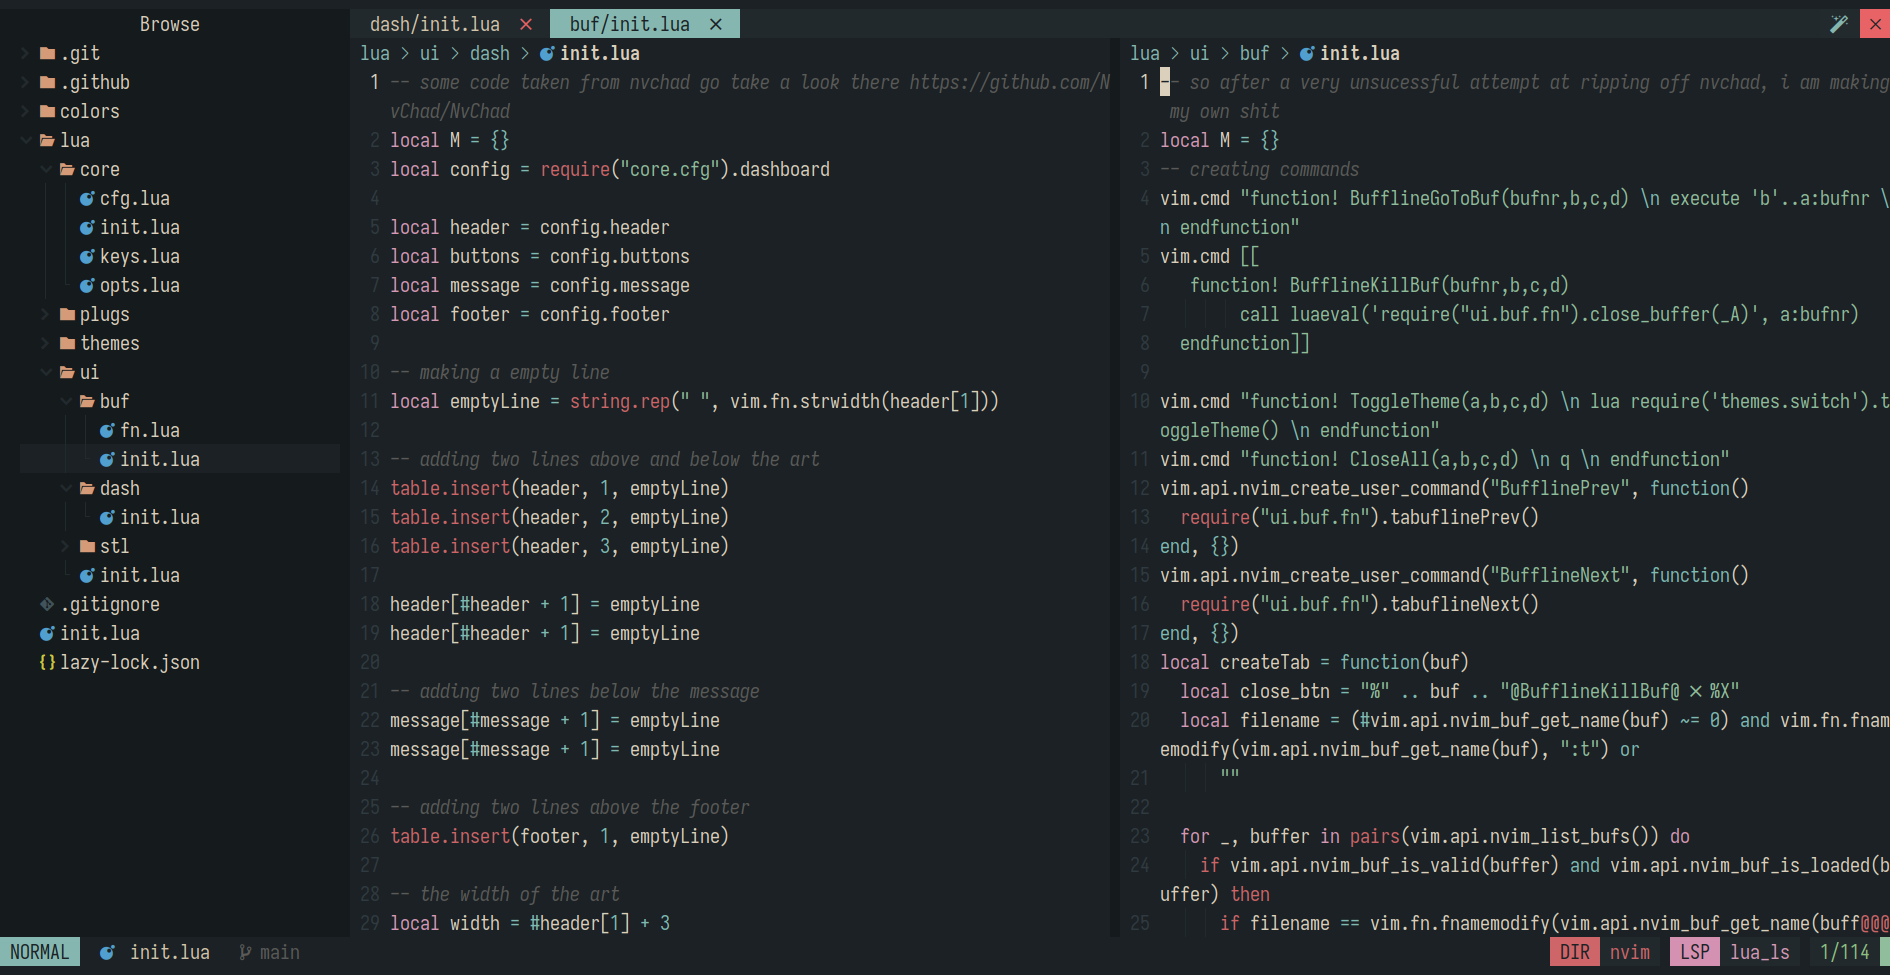 Browse
.git
.github
colors
lua
core
cfg.lua
init.lua
keys.lua
opts.lua
plugs
themes
ui
buf
fn.lua
init.lua
dash
init.lua
stl
init.lua
.gitignore
init.lua
{} lazy-lock.json
dash/init.lua × buf/init.lua ×
×
lua > ui > dash > init.lua
1 -- some code taken from nvchad go take a look there https://github.com/N
vChad/NvChad
2 local M = {}
3 local config = require("core.cfg").dashboard
4
5 local header = config.header
6 local buttons = config.buttons
7 local message = config.message
8 local footer = config.footer
9
10 -- making a empty line
11 local emptyLine = string.rep(" ", vim.fn.strwidth(header[1]))
12
13 -- adding two lines above and below the art
14 table.insert(header, 1, emptyLine)
15 table.insert(header, 2, emptyLine)
16 table.insert(header, 3, emptyLine)
17
18 header[#header + 1] = emptyLine
19 header[#header + 1] = emptyLine
20
21 -- adding two lines below the message
22 message[#message + 1] = emptyLine
23 message[#message + 1] = emptyLine
24
25 -- adding two lines above the footer
26 table.insert(footer, 1, emptyLine)
27
28 -- the width of the art
29 local width = #header[1] + 3
lua > ui > buf > init.lua
1 -- so after a very unsucessful attempt at ripping off nvchad, i am making
my own shit
2 local M = {}
3 -- creating commands
4 vim.cmd "function! BufflineGoToBuf(bufnr,b,c,d) \n execute 'b'..a:bufnr \
n endfunction"
5 vim.cmd [[
6 function! BufflineKillBuf(bufnr,b,c,d)
7 call luaeval('require("ui.buf.fn").close_buffer(_A)', a:bufnr)
8 endfunction]]
9
10 vim.cmd "function! ToggleTheme(a,b,c,d) \n lua require('themes.switch').t
oggleTheme() \n endfunction"
11 vim.cmd "function! CloseAll(a,b,c,d) \n q \n endfunction"
12 vim.api.nvim_create_user_command("BufflinePrev", function()
13 require("ui.buf.fn").tabuflinePrev()
14 end, {})
15 vim.api.nvim_create_user_command("BufflineNext", function()
16 require("ui.buf.fn").tabuflineNext()
17 end, {})
18 local createTab = function(buf)
19 local close_btn = "%" .. buf .. "@BufflineKillBuf@ × %X"
20 local filename = (#vim.api.nvim_buf_get_name(buf) ~= 0) and vim.fn.fnam
emodify(vim.api.nvim_buf_get_name(buf), ":t") or
21 ""
22
23 for _, buffer in pairs(vim.api.nvim_list_bufs()) do
24 if vim.api.nvim_buf_is_valid(buffer) and vim.api.nvim_buf_is_loaded(b
uffer) then
25 if filename == vim.fn.fnamemodify(vim.api.nvim_buf_get_name(buff@@@
NORMAL init.lua main DIR nvim LSP lua_ls 1/114